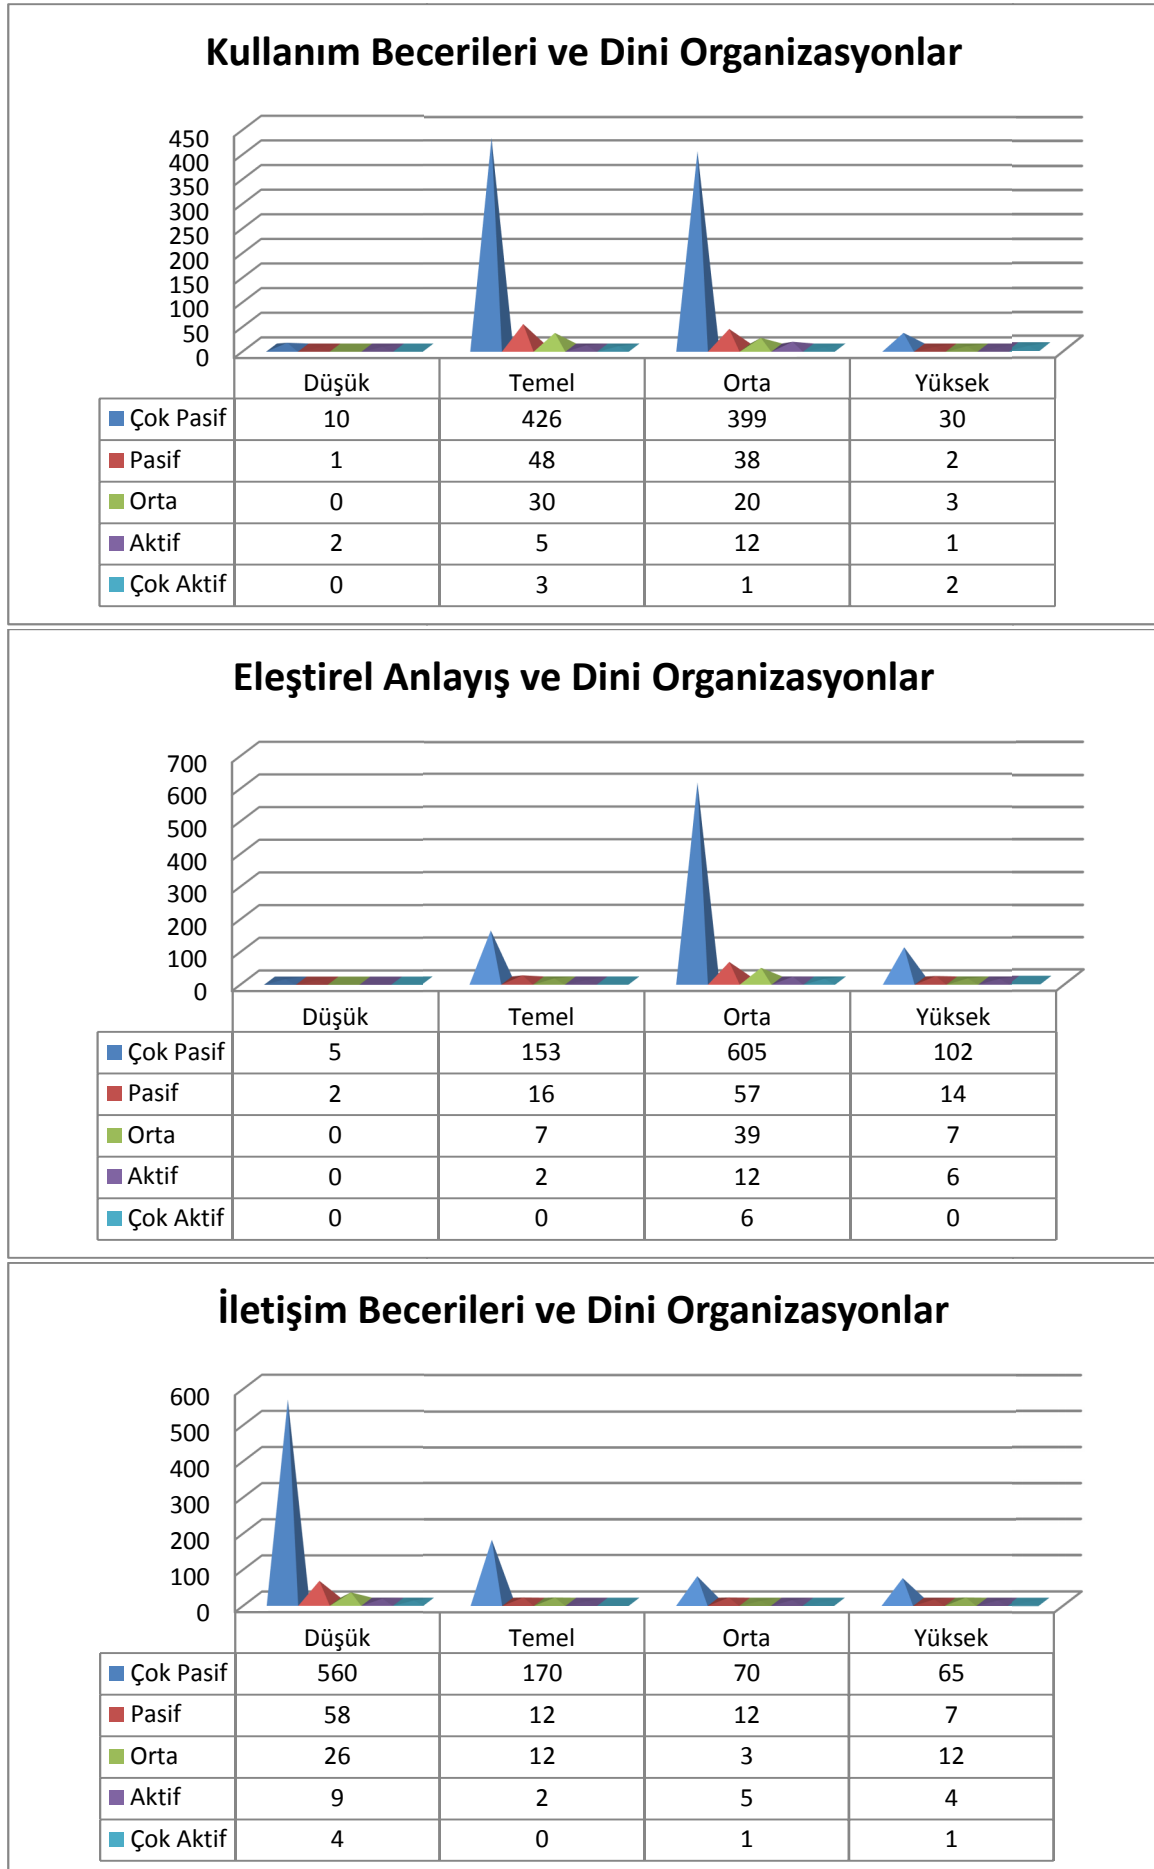 Kullanım Becerileri ve Dini Organizasyonlar
450
400
350
300
250
200
150
100
50
0
Düşük Temel Orta Yüksek
Çok Pasif 10 426 399 30
Pasif 1 48 38 2
Orta 0 30 20 3
Aktif 2 5 12 1
Çok Aktif 0 3 1 2
Eleştirel Anlayış ve Dini Organizasyonlar
700
600
500
400
300
200
100
0
Düşük Temel Orta Yüksek
Çok Pasif 5 153 605 102
Pasif 2 16 57 14
Orta 0 7 39 7
Aktif 0 2 12 6
Çok Aktif 0 0 6 0
İletişim Becerileri ve Dini Organizasyonlar
600
500
400
300
200
100
0
Düşük Temel Orta Yüksek
Çok Pasif 560 170 70 65
Pasif 58 12 12 7
Orta 26 12 3 12
Aktif 9 2 5 4
Çok Aktif 4 0 1 1